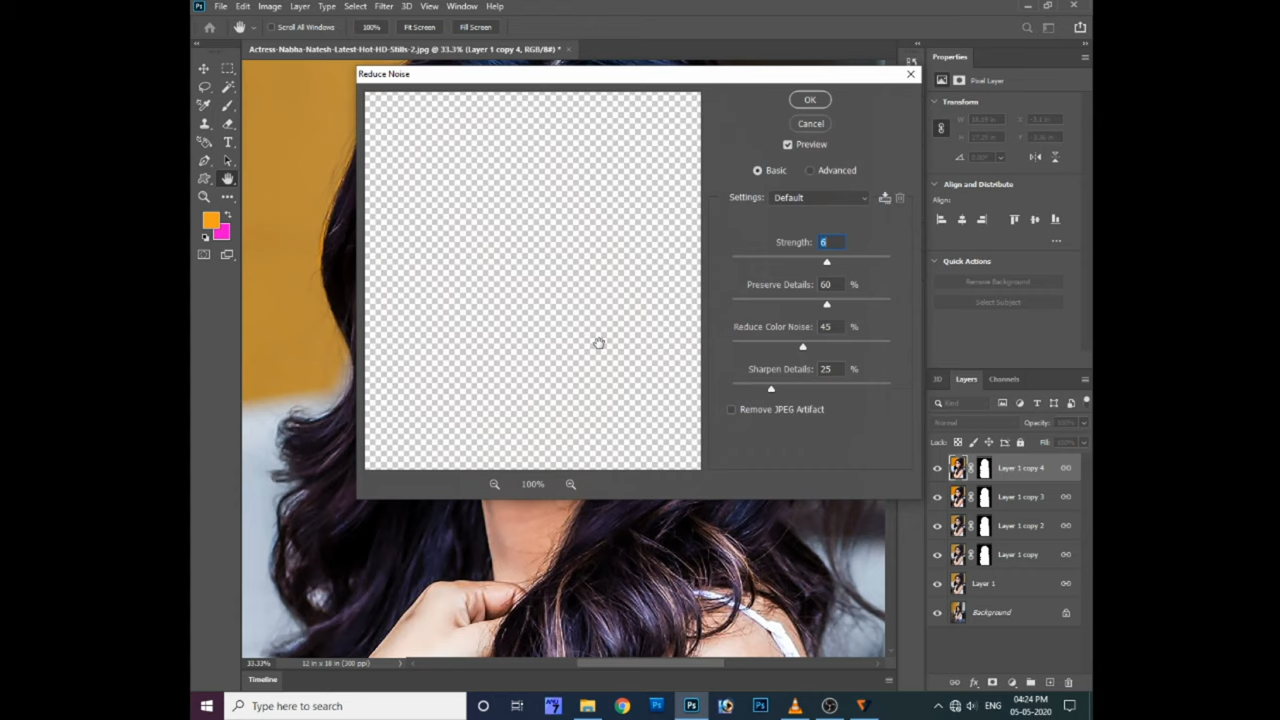 Ps File Edit Image Layer Type Select Filter 3D View Window Help
Scroll All Windows 100% Fit Screen Fill Screen
Actress-Nabha-Natesh-Latest-Hot-HD-Stills-2.jpg @ 33.3% (Layer 1 copy 4, RGB/8#) *
Reduce Noise
OK
Cancel
Preview
Basic Advanced
Settings: Default
Strength: 6
Preserve Details: 60 %
Reduce Color Noise: 45 %
Sharpen Details: 25 %
Remove JPEG Artifact
100%
Properties
Pixel Layer
Transform
Align and Distribute
Align:
Quick Actions
Remove Background
Select Subject
3D Layers Channels
Kind
Normal Opacity: 100%
Lock: Fill: 100%
Layer 1 copy 4
Layer 1 copy 3
Layer 1 copy 2
Layer 1 copy
Layer 1
Background
33.33% 12 in x 18 in (300 ppi)
Timeline
Type here to search
ENG
04:24 PM
05-05-2020